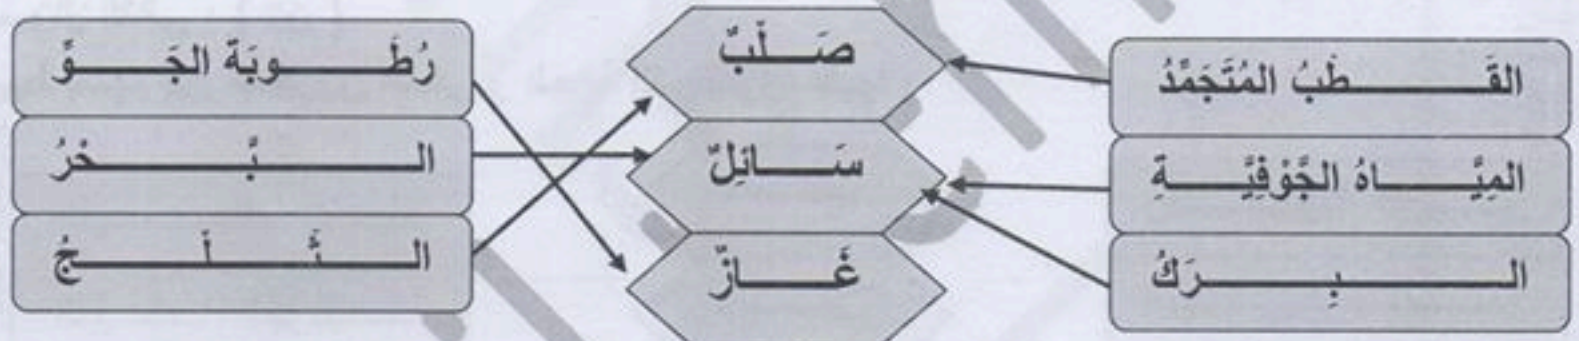 القَطْبُ المُتَجَمِّدُ
المِيَّاهُ الجَّوْفِيَّةِ
البِرَكُ
صَلْبٌ
سَائِلٌ
غَازٌ
رُطُوبَةُ الجَوِّ
البَّحْرُ
الثَّلَجُ